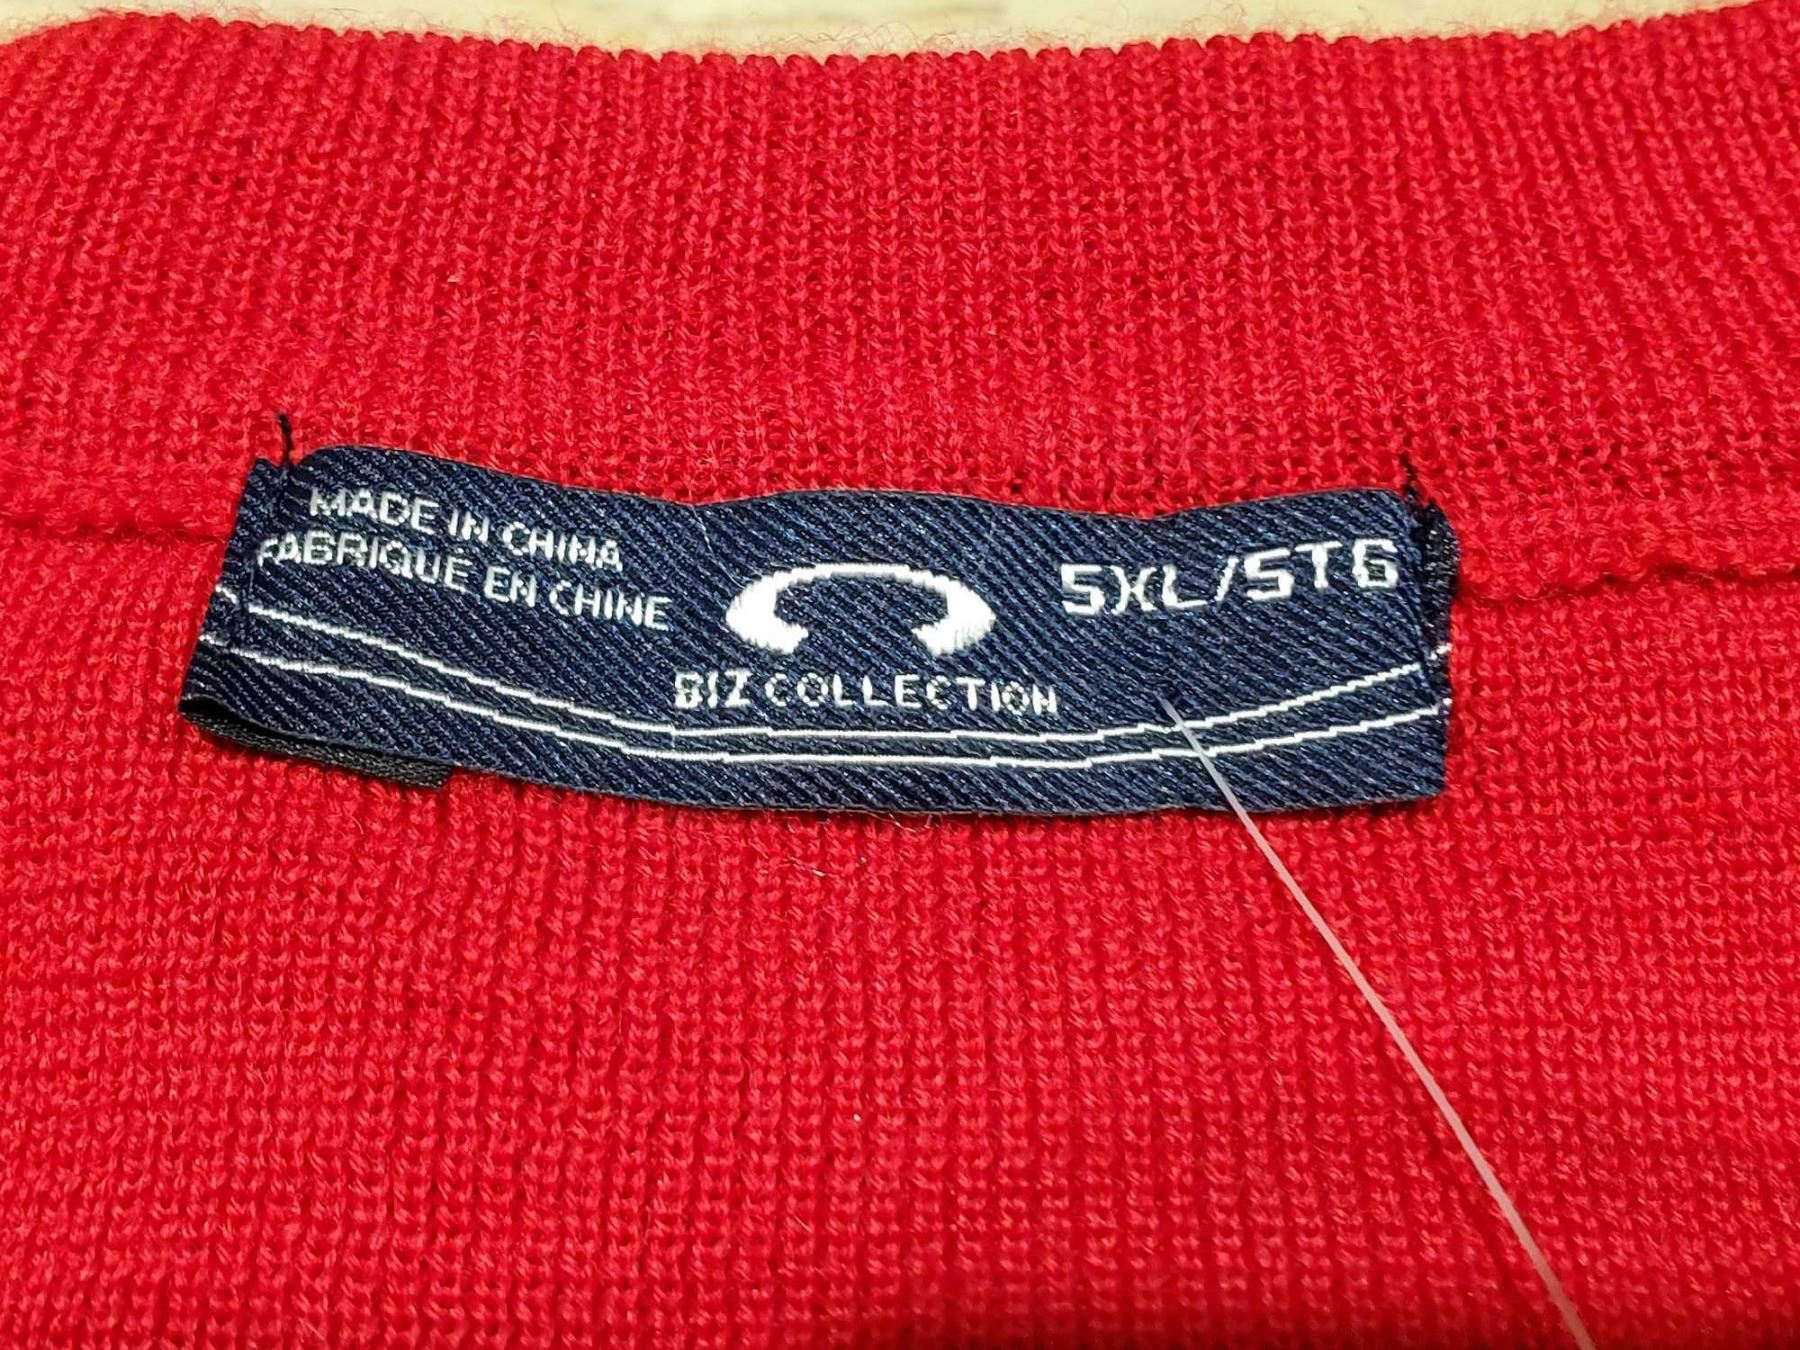 MADE IN CHINA
FABRIQUÉ EN CHINE
BIZ COLLECTION
5XL/5TG